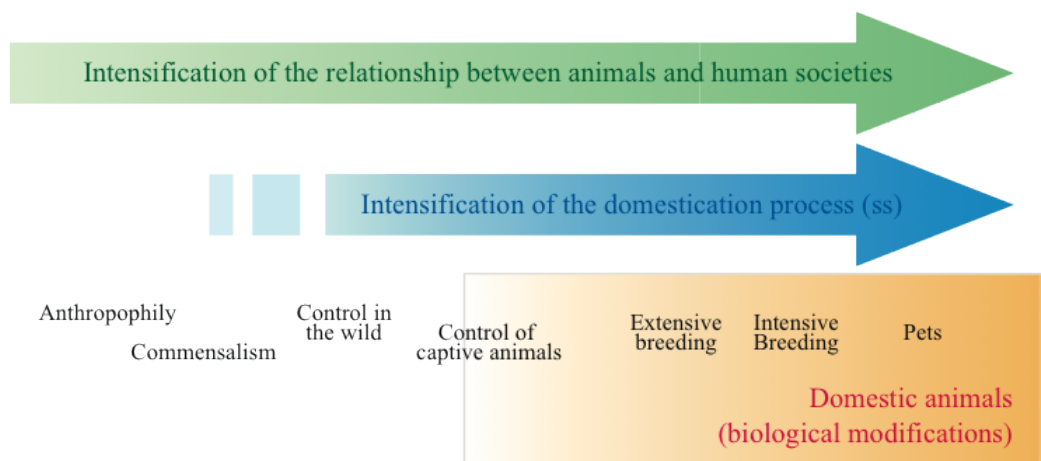 Intensification of the relationship between animals and human societies
Intensification of the domestication process (ss)
Anthropophily
Commensalism
Control in
the wild
Control of
captive animals
Extensive
breeding
Intensive
Breeding
Pets
Domestic animals
(biological modifications)